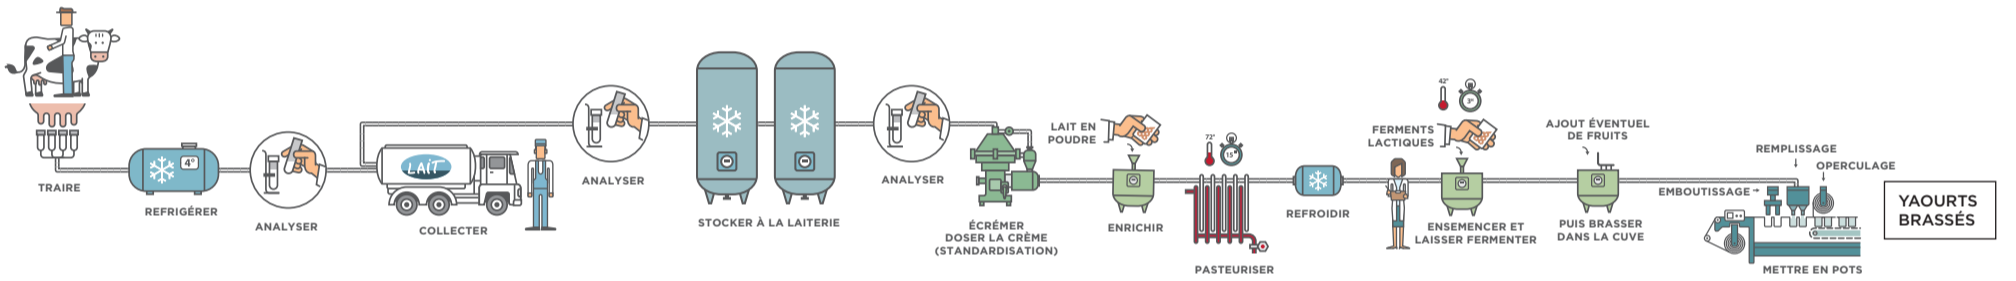 TRAIRE
4°
REFRIGÉRER
ANALYSER
LAIT
COLLECTER
ANALYSER
STOCKER À LA LAITERIE
ANALYSER
ÉCRÉMER
DOSER LA CRÈME
(STANDARDISATION)
LAIT EN
POUDRE
ENRICHIR
72°
15"
PASTEURISER
REFROIDIR
42°
3H
FERMENTS
LACTIQUES
ENSEMENCER ET
LAISSER FERMENTER
AJOUT ÉVENTUEL
DE FRUITS
PUIS BRASSER
DANS LA CUVE
REMPLISSAGE
OPERCULAGE
EMBOUTISSAGE
METTRE EN POTS
YAOURTS
BRASSÉS